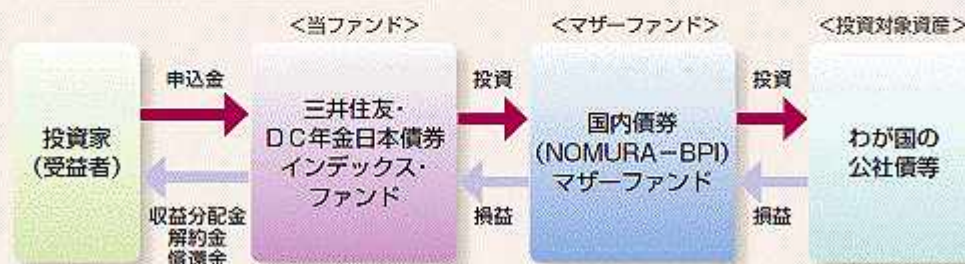 ＜当ファンド＞
＜マザーファンド＞
＜投資対象資産＞
投資家
（受益者）
申込金
収益分配金
解約金
償還金
三井住友・
ＤＣ年金日本債券
インデックス・
ファンド
投資
損益
国内債券
（NOMURA－BPI）
マザーファンド
投資
損益
わが国の
公社債等